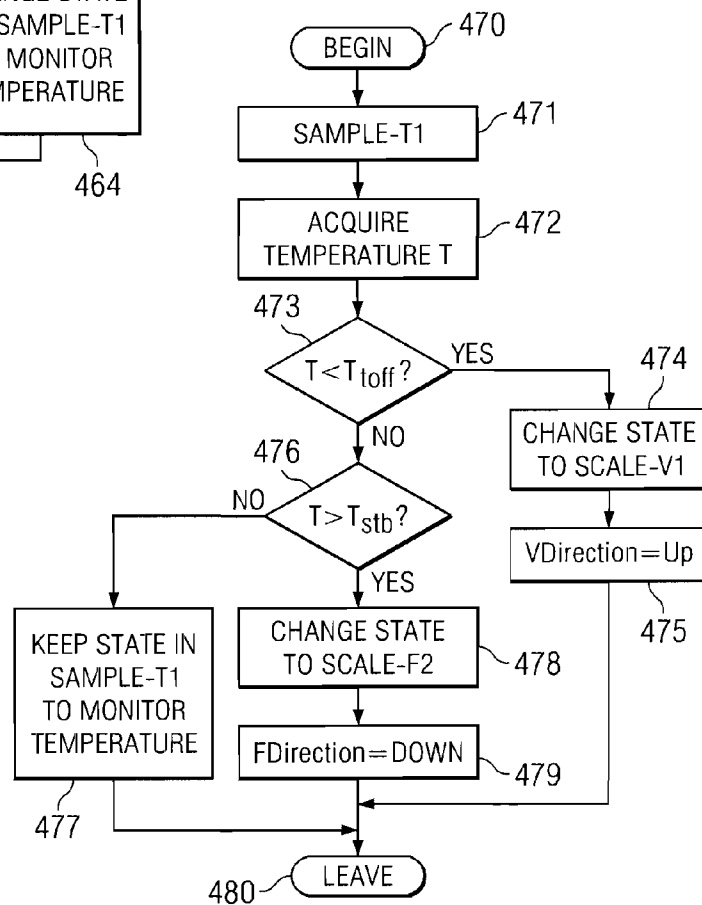 SAMPLE-T1
MONITOR
464
BEGIN
470
SAMPLE-T1
471
ACQUIRE
TEMPERATURE T
472
473
T<Ttoff?
YES
NO
474
CHANGE STATE
TO SCALE-V1
VDirection=Up
475
476
T>Tstb?
NO
YES
KEEP STATE IN
SAMPLE-T1
TO MONITOR
TEMPERATURE
477
CHANGE STATE
TO SCALE-F2
478
FDirection=DOWN
479
LEAVE
480